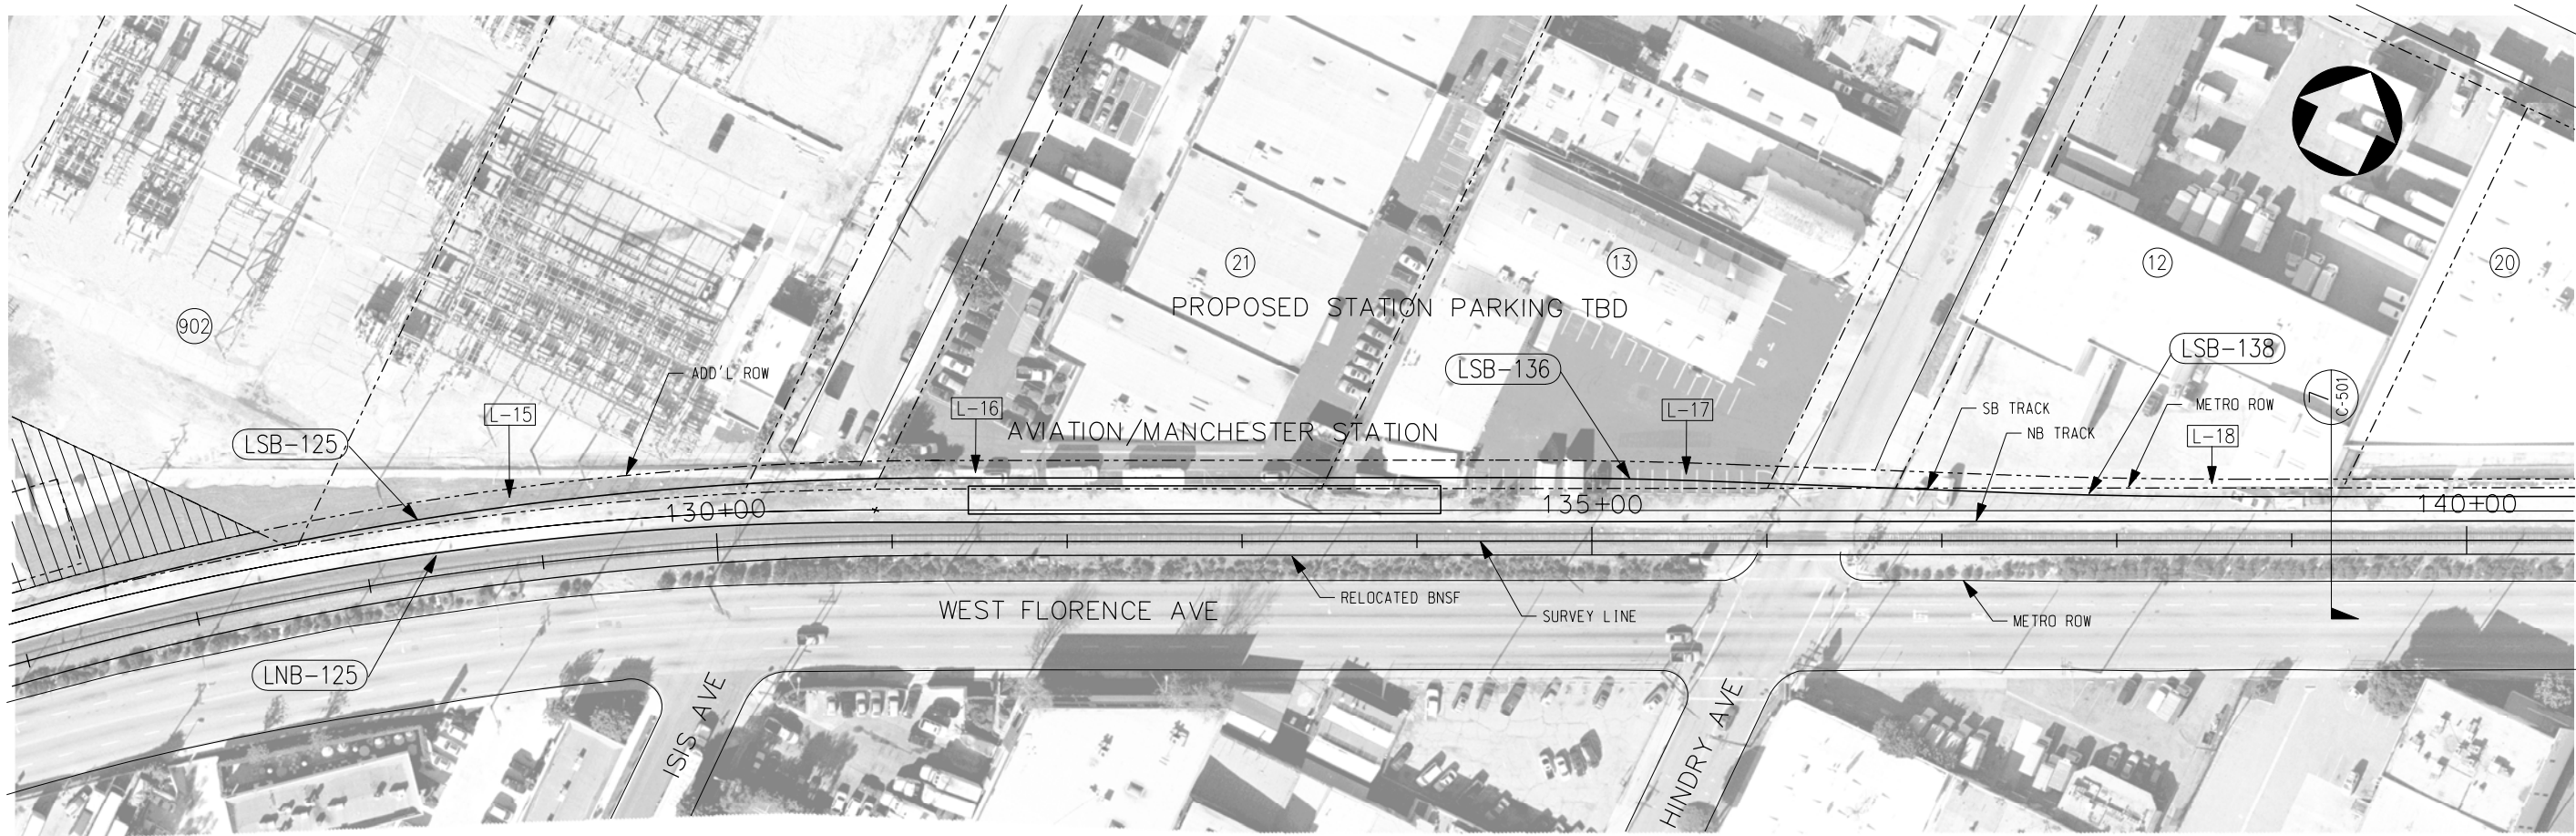 902
21
13
12
20
PROPOSED STATION PARKING TBD
LSB-136
LSB-138
ADD'L ROW
L-15
L-16
L-17
L-18
LSB-125
AVIATION/MANCHESTER STATION
SB TRACK
NB TRACK
METRO ROW
7
C-501
130+00
135+00
140+00
WEST FLORENCE AVE
RELOCATED BNSF
SURVEY LINE
METRO ROW
LNB-125
ISIS AVE
HINDRY AVE